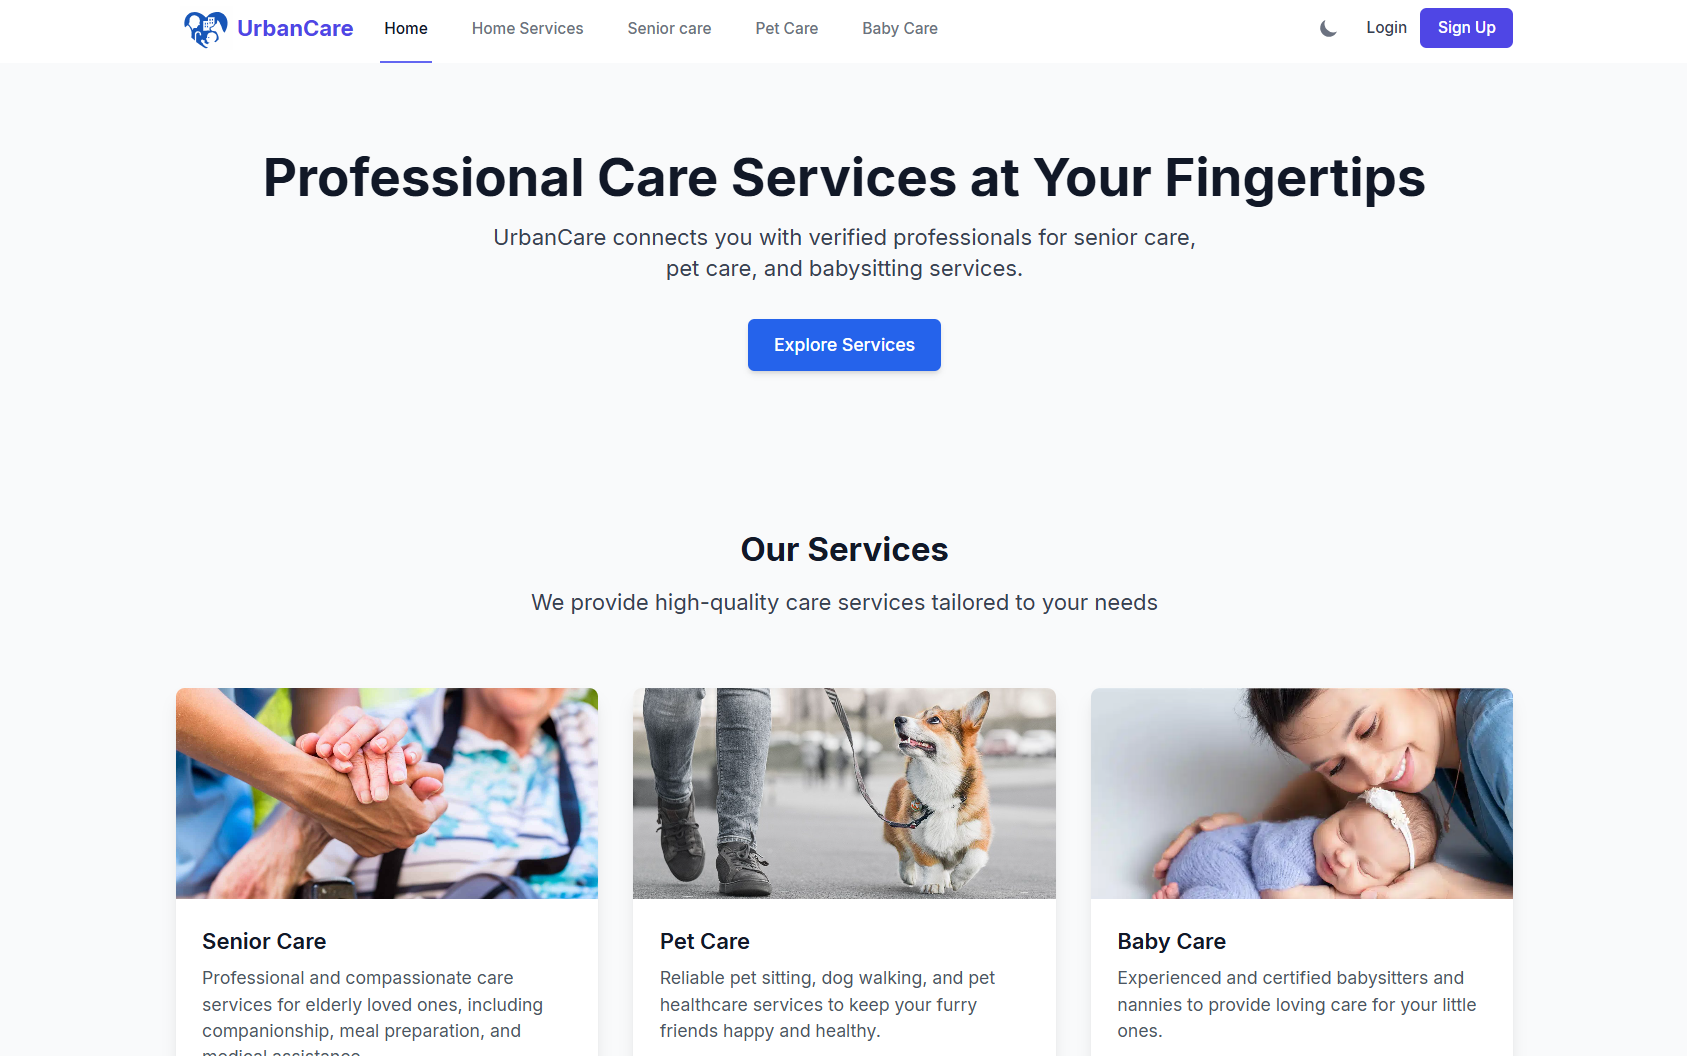 UrbanCare
Home
Home Services
Senior care
Pet Care
Baby Care
Login
Sign Up
Professional Care Services at Your Fingertips
UrbanCare connects you with verified professionals for senior care,
pet care, and babysitting services.
Explore Services
Our Services
We provide high-quality care services tailored to your needs
Senior Care
Professional and compassionate care
services for elderly loved ones, including
companionship, meal preparation, and
medical assistance.
Pet Care
Reliable pet sitting, dog walking, and pet
healthcare services to keep your furry
friends happy and healthy.
Baby Care
Experienced and certified babysitters and
nannies to provide loving care for your little
ones.